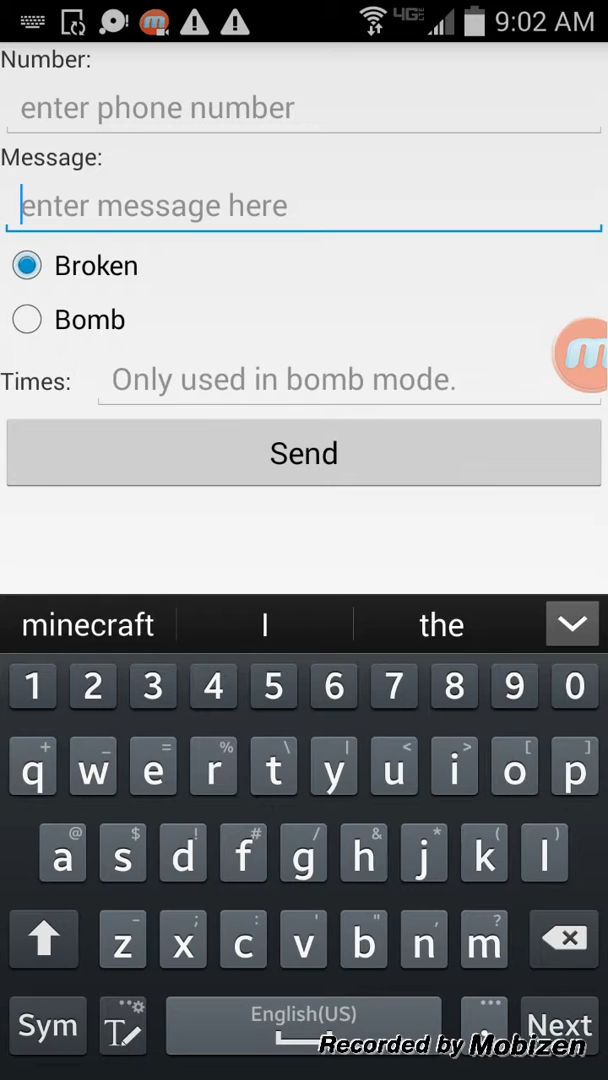 4G 9:02 AM
Number:
enter phone number
Message:
enter message here
Broken
Bomb
Times: Only used in bomb mode.
m
Send
minecraft I the
1 2 3 4 5 6 7 8 9 0
+ _ = % \ | < > [ ]
q w e r t y u i o p
@ $ ! # / & * ( )
a s d f g h j k l
- ; : ' " , ?
z x c v b n m
Sym T English(US) . Next
Recorded by Mobizen